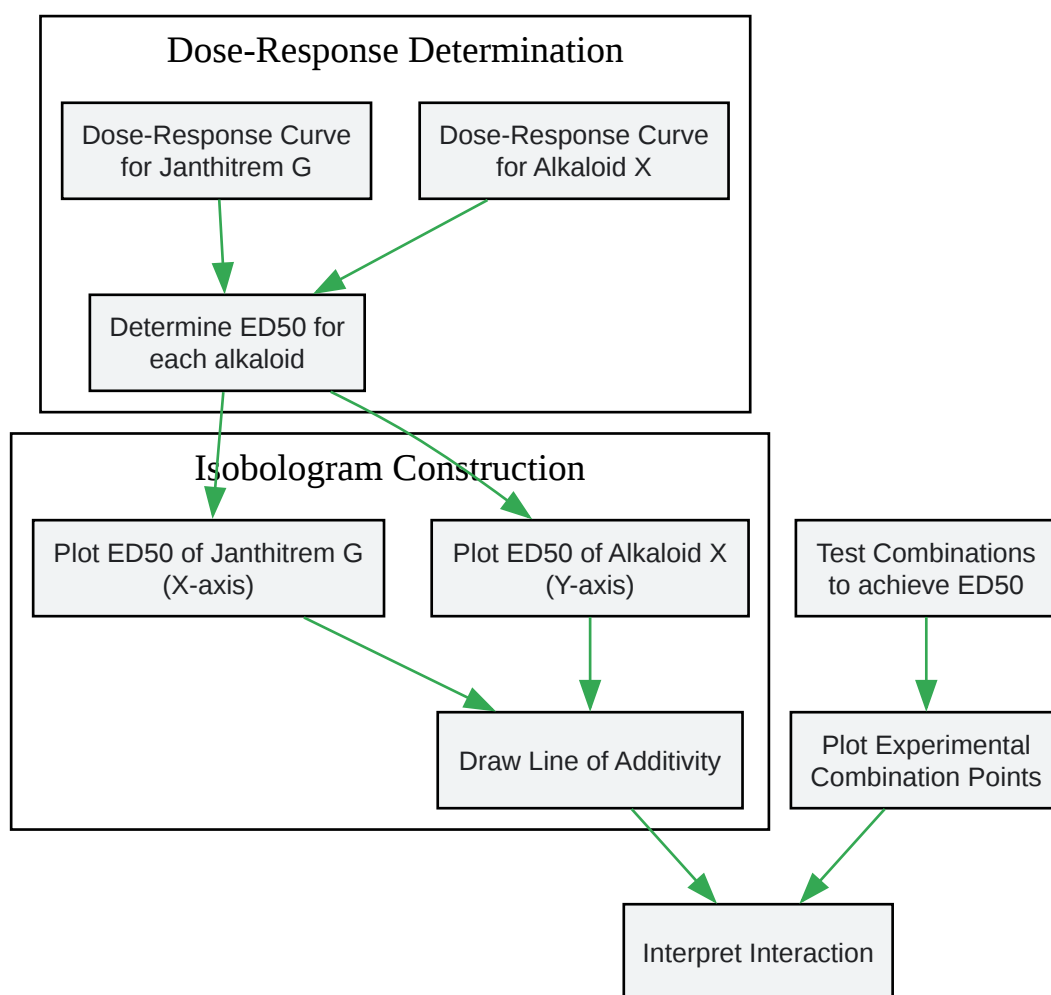 Dose-Response Determination
Dose-Response Curve
for Janthitrem G
Dose-Response Curve
for Alkaloid X
Determine ED50 for
each alkaloid
Isobologram Construction
Plot ED50 of Janthitrem G
(X-axis)
Plot ED50 of Alkaloid X
(Y-axis)
Test Combinations
to achieve ED50
Draw Line of Additivity
Plot Experimental
Combination Points
Interpret Interaction